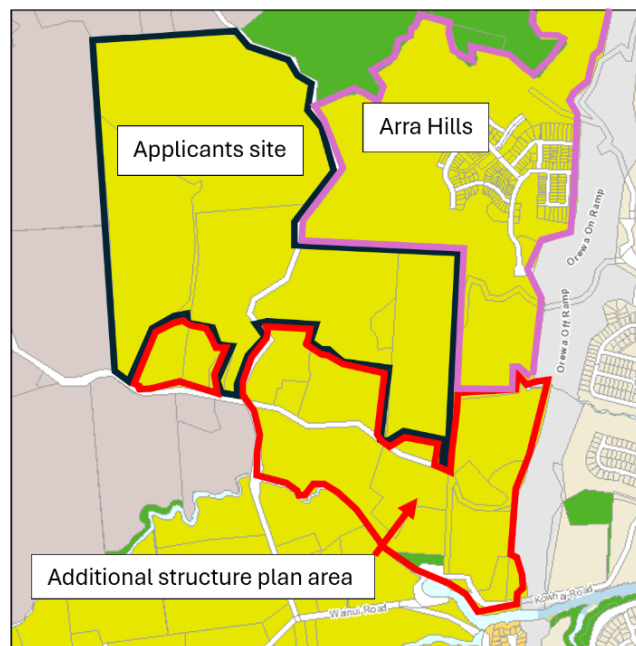 Arra Hills
Applicants site
Orewa On Ramp
Orewa Off Ramp
Additional structure plan area
Wainui Road
Kowhai Road